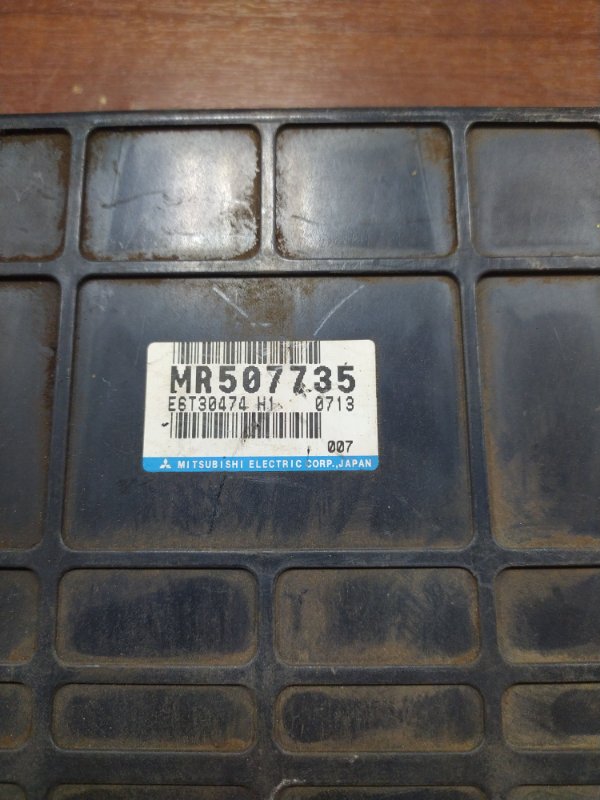 MR507735
E6T30474 H1 0713
007
MITSUBISHI ELECTRIC CORP., JAPAN